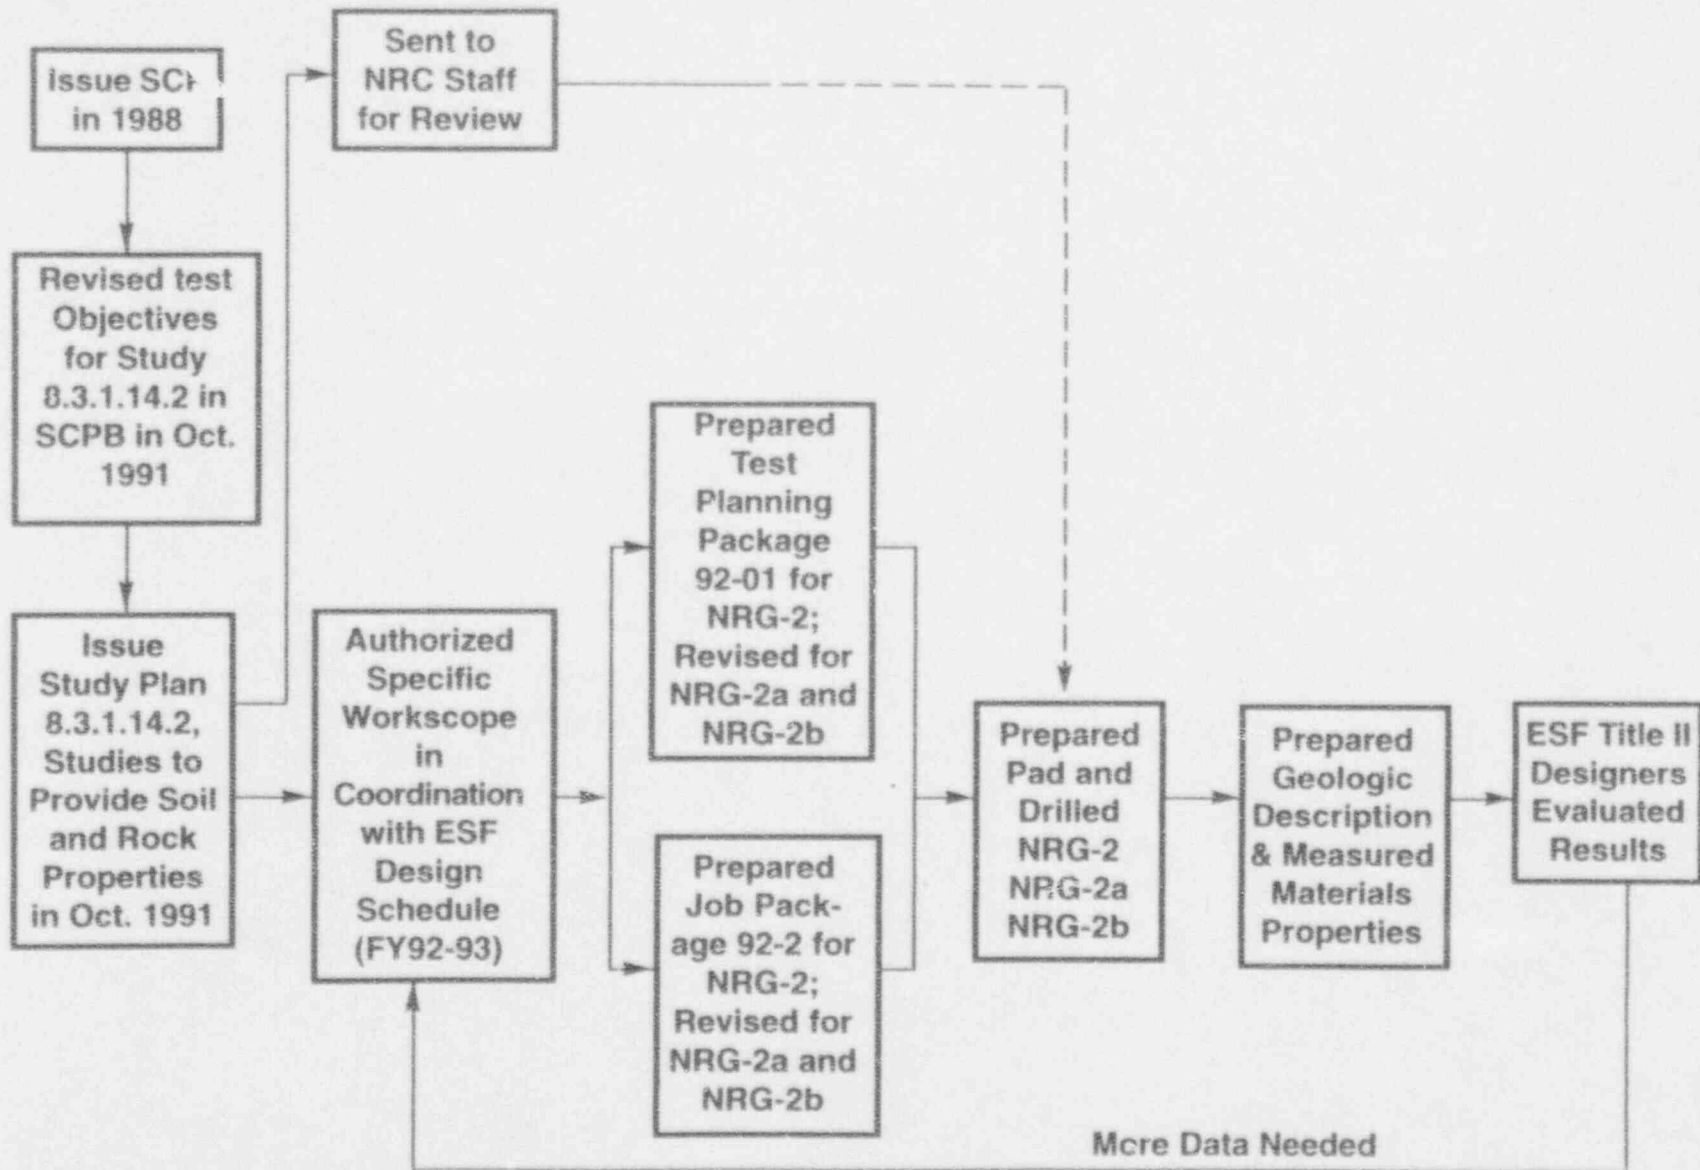 Issue
in 1988
Sent to
NRC Staff
for Review
Revised test
Objectives
for Study
8.3.1.14.2 in
SCPB in Oct.
1991
Issue
Study Plan
8.3.1.14.2,
Studies to
Provide Soil
and Rock
Properties
in Oct. 1991
Authorized
Specific
Workscope
in
Coordination
with ESF
Design
Schedule
(FY92-93)
Prepared
Test
Planning
Package
92-01 for
NRG-2;
Revised for
NRG-2a and
NRG-2b
Prepared
Job Pack-
age 92-2 for
NRG-2;
Revised for
NRG-2a and
NRG-2b
Prepared
Pad and
Drilled
NRG-2
NRG-2a
NRG-2b
Prepared
Geologic
Description
& Measured
Materials
Properties
ESF Title II
Designers
Evaluated
Results
More Data Needed